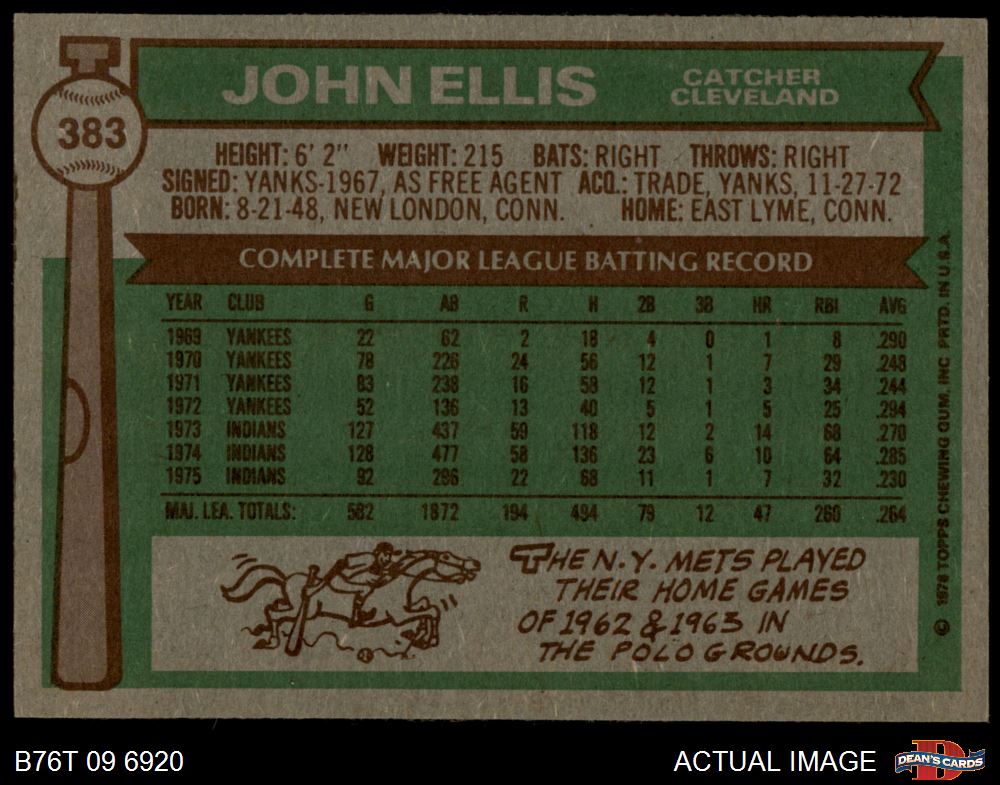 383
JOHN ELLIS
CATCHER
CLEVELAND
HEIGHT: 6' 2" WEIGHT: 215 BATS: RIGHT THROWS: RIGHT
SIGNED: YANKS-1967, AS FREE AGENT ACQ.: TRADE, YANKS, 11-27-72
BORN: 8-21-48, NEW LONDON, CONN. HOME: EAST LYME, CONN.
COMPLETE MAJOR LEAGUE BATTING RECORD
YEAR CLUB G AB R H 2B 3B HR RBI AVG
1969 YANKEES 22 62 2 18 4 0 1 8 .290
1970 YANKEES 78 226 24 56 12 1 7 29 .248
1971 YANKEES 83 238 16 58 12 1 3 34 .244
1972 YANKEES 52 136 13 40 5 1 5 25 .294
1973 INDIANS 127 437 59 118 12 2 14 68 .270
1974 INDIANS 128 477 58 136 23 6 10 64 .285
1975 INDIANS 92 296 22 68 11 1 7 32 .230
MAJ. LEA. TOTALS: 582 1872 194 494 79 12 47 260 .264
THE N.Y. METS PLAYED
THEIR HOME GAMES
OF 1962 & 1963 IN
THE POLO GROUNDS.
© 1976 TOPPS CHEWING GUM, INC PRTD. IN U.S.A.
B76T 09 6920
ACTUAL IMAGE
DEAN'S CARDS